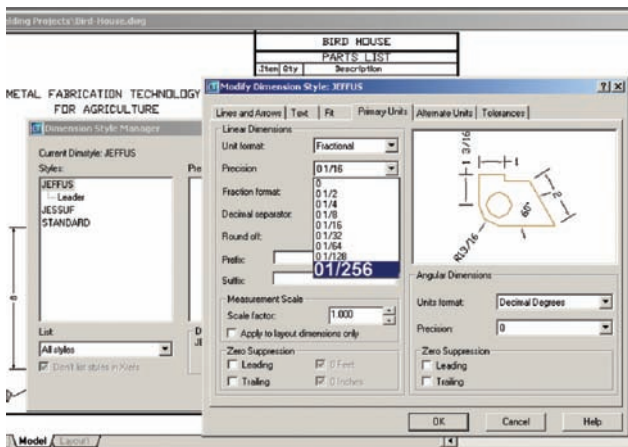 elding Projects\Bird-House.dwg
BIRD HOUSE
PARTS LIST
Item Qty Description
METAL FABRICATION TECHNOLOGY
FOR AGRICULTURE
Dimension Style Manager
Current Dimstyle: JEFFUS
Styles:
Pre
JEFFUS
Leader
JESSUF
STANDARD
List:
All styles
Don't list styles in Xrefs
D
JE
8
Modify Dimension Style: JEFFUS
Lines and Arrows Text Fit Primary Units Alternate Units Tolerances
Linear Dimensions
Unit format: Fractional
Precision 0 1/16
Fraction format:
Decimal separator:
Round off:
Prefix:
Suffix:
0
0 1/2
0 1/4
0 1/8
0 1/16
0 1/32
0 1/64
0 1/128
0 1/256
Measurement Scale
Scale factor: 1.000
Apply to layout dimensions only
Zero Suppression
Leading 0 Feet
Trailing 0 Inches
1 3/16
1
2
60°
R13/16
Angular Dimensions
Units format: Decimal Degrees
Precision: 0
Zero Suppression
Leading
Trailing
OK Cancel Help
Model Layout1